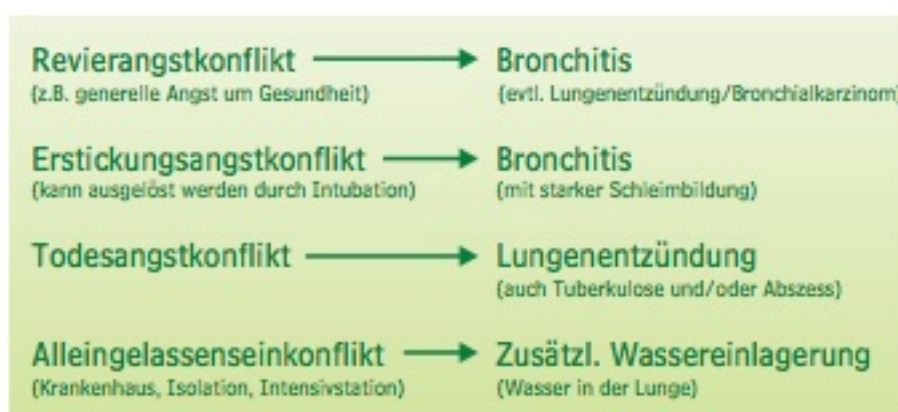 Revierangstkonflikt → Bronchitis
(z.B. generelle Angst um Gesundheit) (evtl. Lungenentzündung/Bronchialkarzinom)
Erstickungsangstkonflikt → Bronchitis
(kann ausgelöst werden durch Intubation) (mit starker Schleimbildung)
Todesangstkonflikt → Lungenentzündung
(auch Tuberkulose und/oder Abszess)
Alleingelassenseinkonflikt → Zusätzl. Wassereinlagerung
(Krankenhaus, Isolation, Intensivstation) (Wasser in der Lunge)